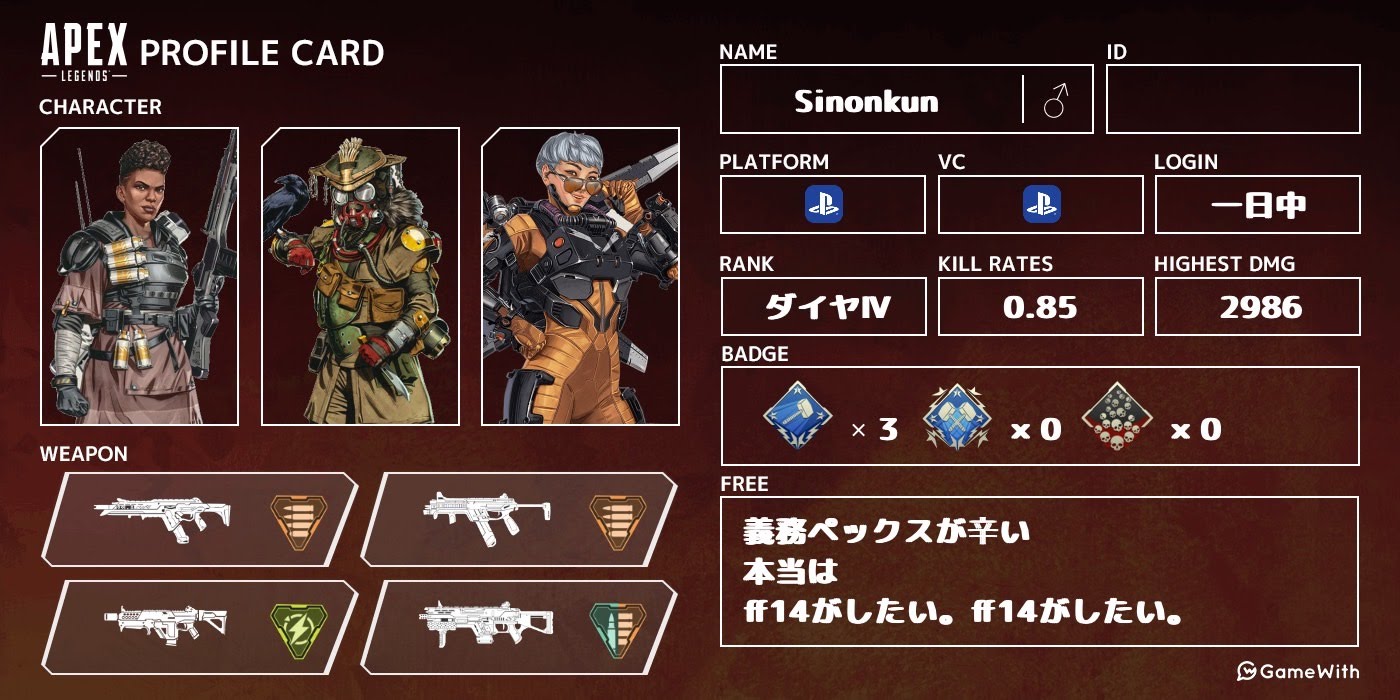 APEX
LEGENDS
PROFILE CARD
CHARACTER
WEAPON
NAME
Sinonkun ♂
ID
PLATFORM
VC
LOGIN
一日中
RANK
ダイヤⅣ
KILL RATES
0.85
HIGHEST DMG
2986
BADGE
× 3
x 0
x 0
FREE
義務ペックスが辛い
本当は
ff14がしたい。ff14がしたい。
GameWith